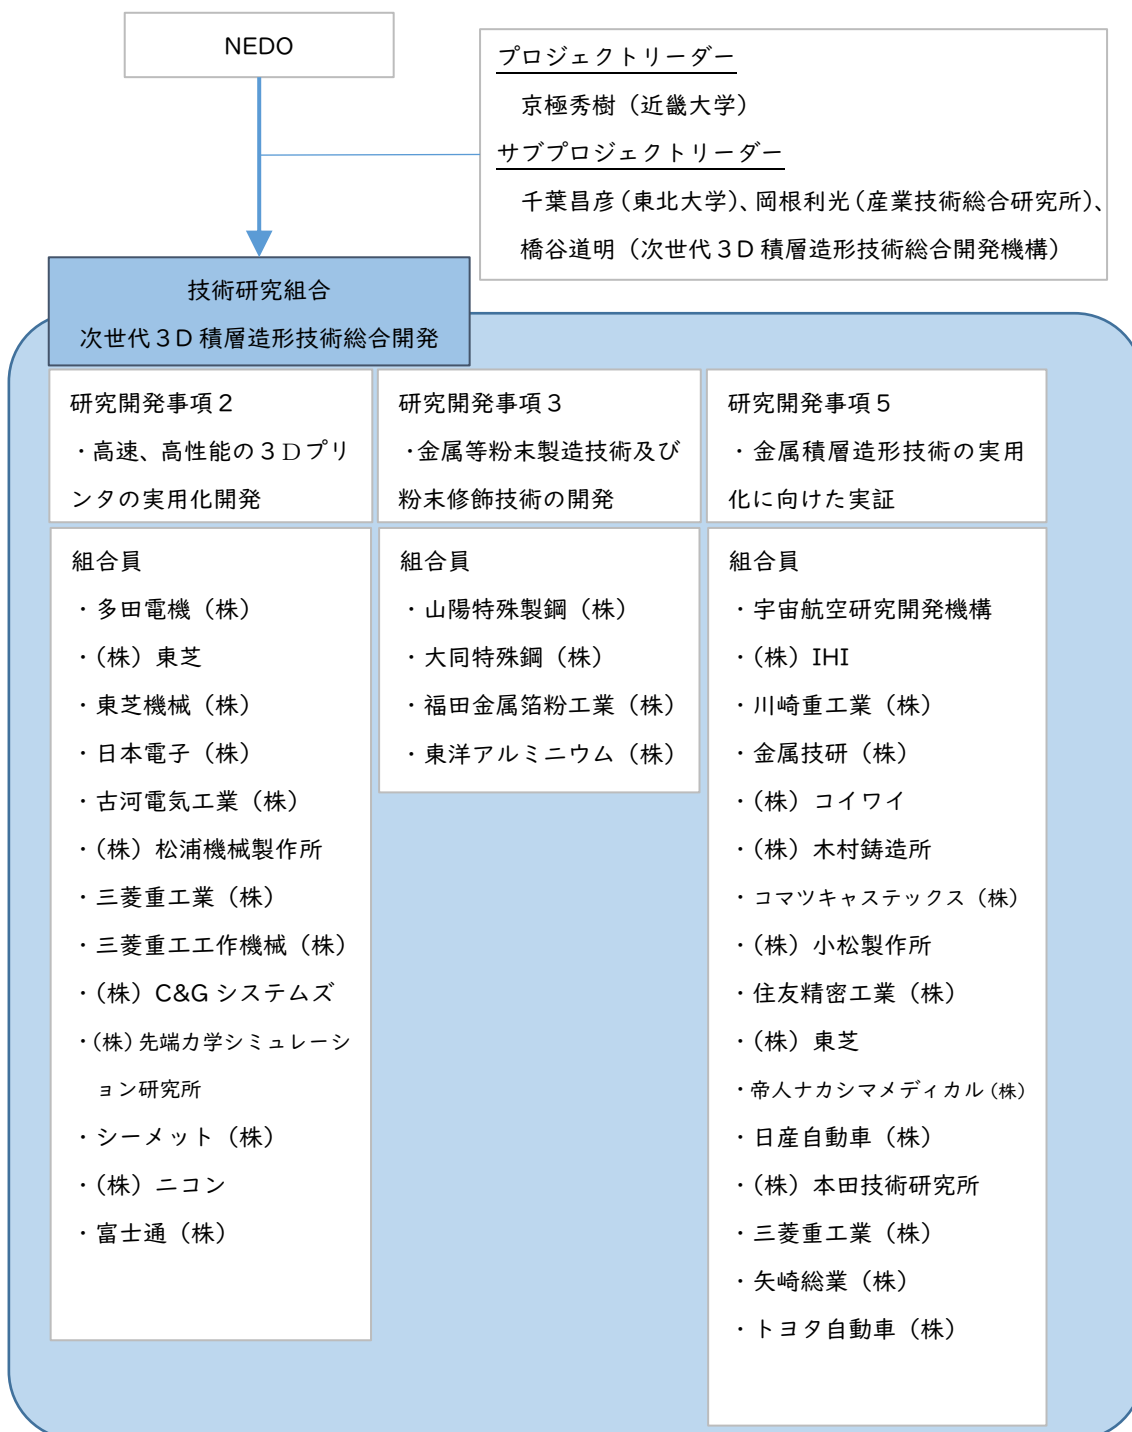 NEDO
プロジェクトリーダー
京極秀樹（近畿大学）
サブプロジェクトリーダー
千葉昌彦（東北大学）、岡根利光（産業技術総合研究所）、
橋谷道明（次世代３D 積層造形技術総合開発機構）
技術研究組合
次世代３D 積層造形技術総合開発
研究開発事項２
・高速、高性能の３Ｄプリ
ンタの実用化開発
組合員
・多田電機（株）
・（株）東芝
・東芝機械（株）
・日本電子（株）
・古河電気工業（株）
・（株）松浦機械製作所
・三菱重工業（株）
・三菱重工工作機械（株）
・（株）C&G システムズ
・（株）先端力学シミュレーシ
ョン研究所
・シーメット（株）
・（株）ニコン
・富士通（株）
研究開発事項３
・金属等粉末製造技術及び
粉末修飾技術の開発
組合員
・山陽特殊製鋼（株）
・大同特殊鋼（株）
・福田金属箔粉工業（株）
・東洋アルミニウム（株）
研究開発事項５
・金属積層造形技術の実用
化に向けた実証
組合員
・宇宙航空研究開発機構
・（株）IHI
・川崎重工業（株）
・金属技研（株）
・（株）コイワイ
・（株）木村鋳造所
・コマツキャステックス（株）
・（株）小松製作所
・住友精密工業（株）
・（株）東芝
・帝人ナカシマメディカル（株）
・日産自動車（株）
・（株）本田技術研究所
・三菱重工業（株）
・矢崎総業（株）
・トヨタ自動車（株）